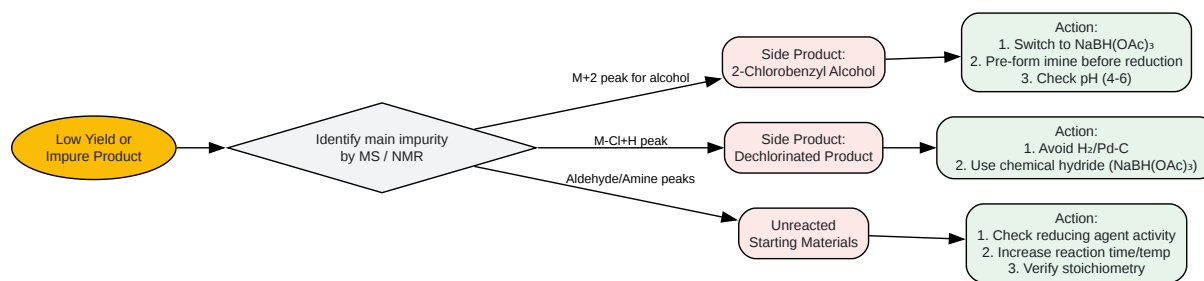 Low Yield or
Impure Product
Identify main impurity
by MS / NMR
M+2 peak for alcohol
M-Cl+H peak
Aldehyde/Amine peaks
Side Product:
2-Chlorobenzyl Alcohol
Action:
1. Switch to NaBH(OAc)₃
2. Pre-form imine before reduction
3. Check pH (4-6)
Side Product:
Dechlorinated Product
Action:
1. Avoid H₂/Pd-C
2. Use chemical hydride (NaBH(OAc)₃)
Unreacted
Starting Materials
Action:
1. Check reducing agent activity
2. Increase reaction time/temp
3. Verify stoichiometry